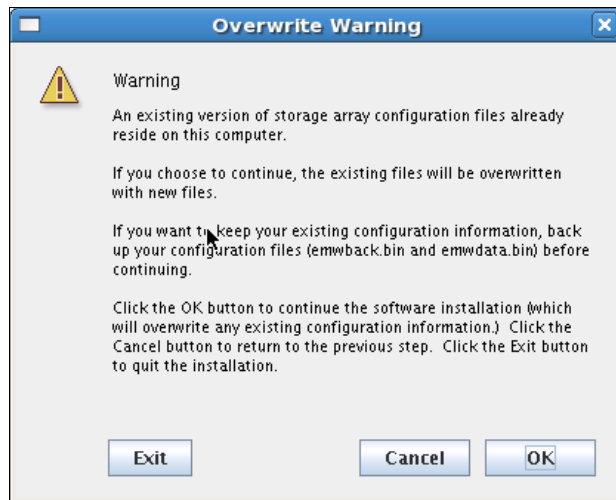 Overwrite Warning
Warning
An existing version of storage array configuration files already
reside on this computer.
If you choose to continue, the existing files will be overwritten
with new files.
If you want to keep your existing configuration information, back
up your configuration files (emwback.bin and emwdata.bin) before
continuing.
Click the OK button to continue the software installation (which
will overwrite any existing configuration information.)  Click the
Cancel button to return to the previous step.  Click the Exit button
to quit the installation.
Exit
Cancel
OK